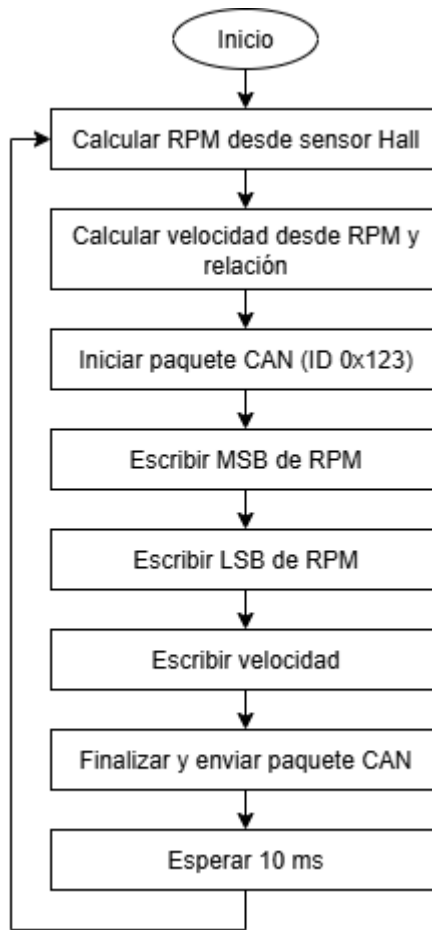 Inicio
Calcular RPM desde sensor Hall
Calcular velocidad desde RPM y
relación
Iniciar paquete CAN (ID 0x123)
Escribir MSB de RPM
Escribir LSB de RPM
Escribir velocidad
Finalizar y enviar paquete CAN
Esperar 10 ms